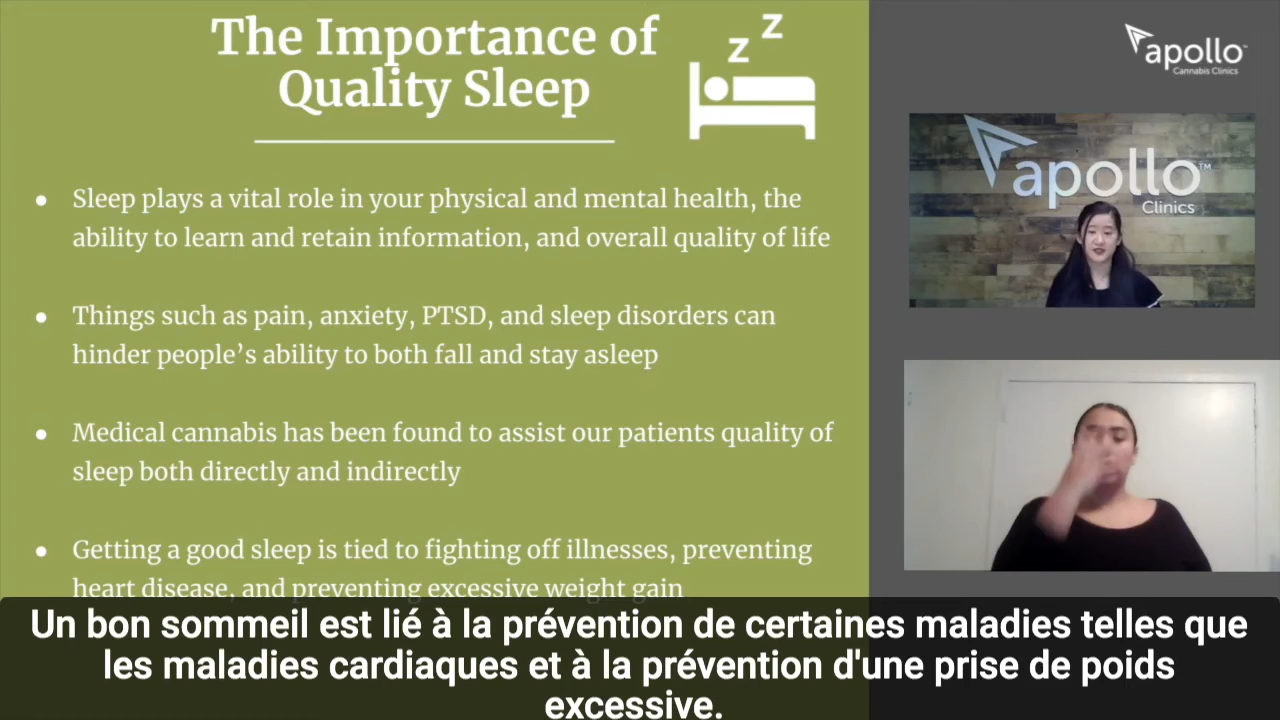 The Importance of
Quality Sleep
z z
• Sleep plays a vital role in your physical and mental health, the
ability to learn and retain information, and overall quality of life
• Things such as pain, anxiety, PTSD, and sleep disorders can
hinder people’s ability to both fall and stay asleep
• Medical cannabis has been found to assist our patients quality of
sleep both directly and indirectly
• Getting a good sleep is tied to fighting off illnesses, preventing
heart disease, and preventing excessive weight gain
apollo™
Cannabis Clinics
apollo™
Clinics
Un bon sommeil est lié à la prévention de certaines maladies telles que
les maladies cardiaques et à la prévention d'une prise de poids
excessive.